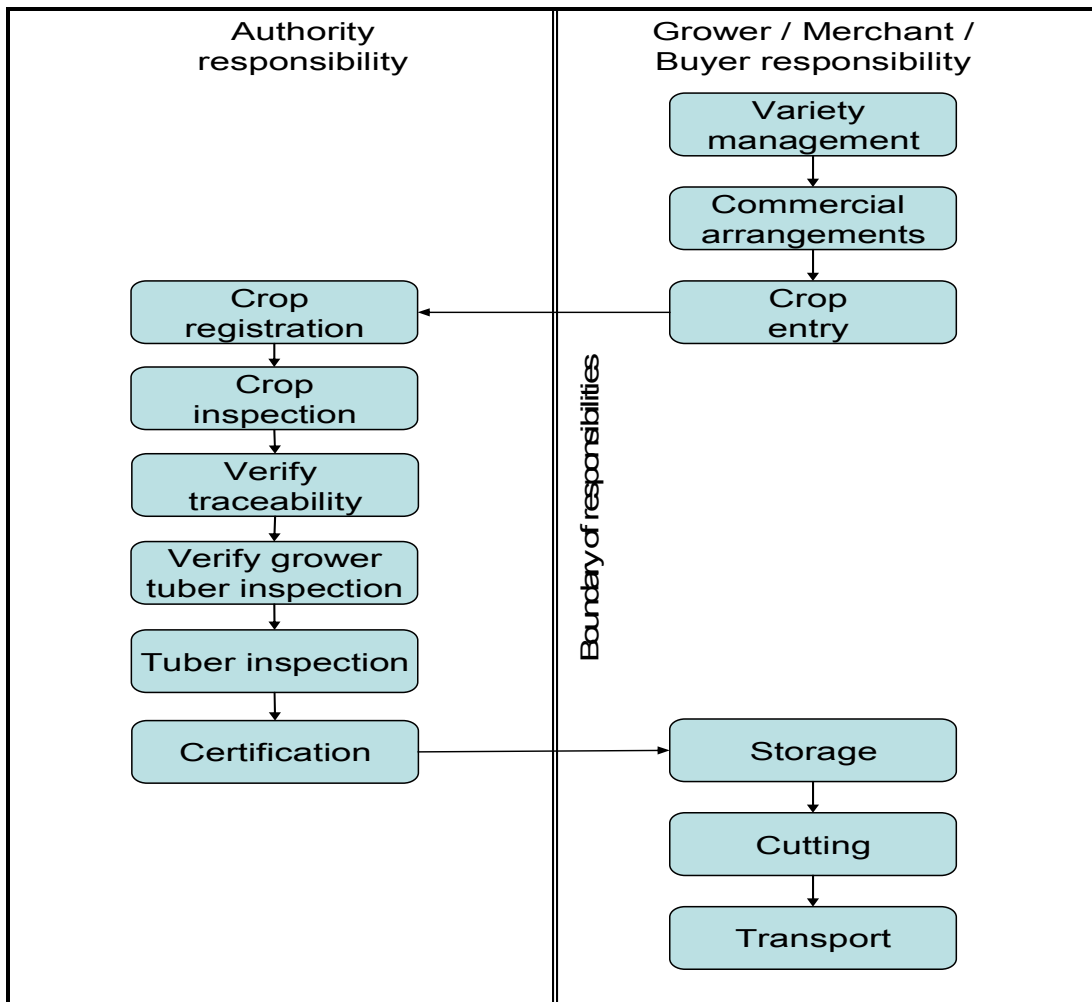 Authority
responsibility
Grower / Merchant /
Buyer responsibility
Variety
management
Commercial
arrangements
Crop
registration
Crop
entry
Crop
inspection
Verify
traceability
Verify grower
tuber inspection
Tuber inspection
Boundary of responsibilities
Certification
Storage
Cutting
Transport